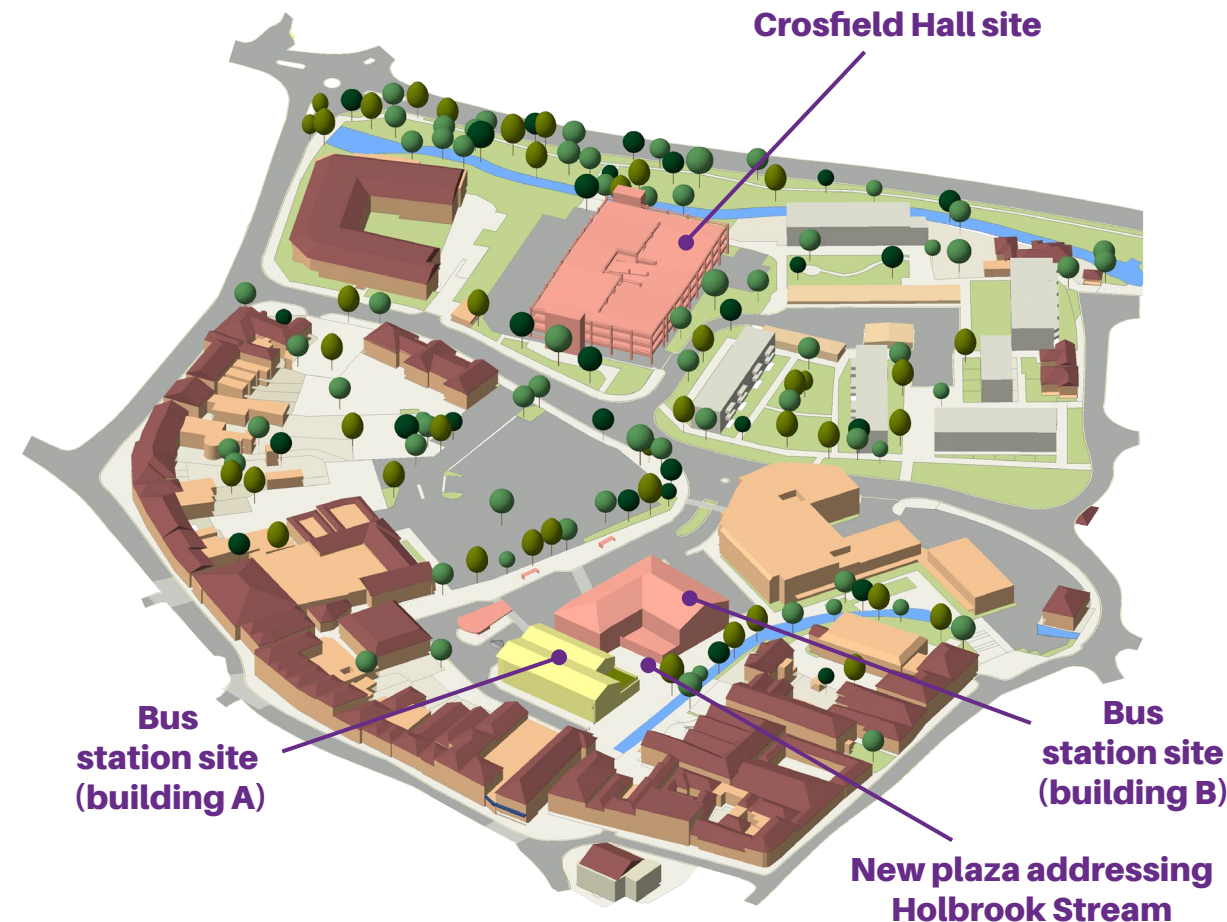 Crosfield Hall site
Bus
station site
(building A)
Bus
station site
(building B)
New plaza addressing
Holbrook Stream